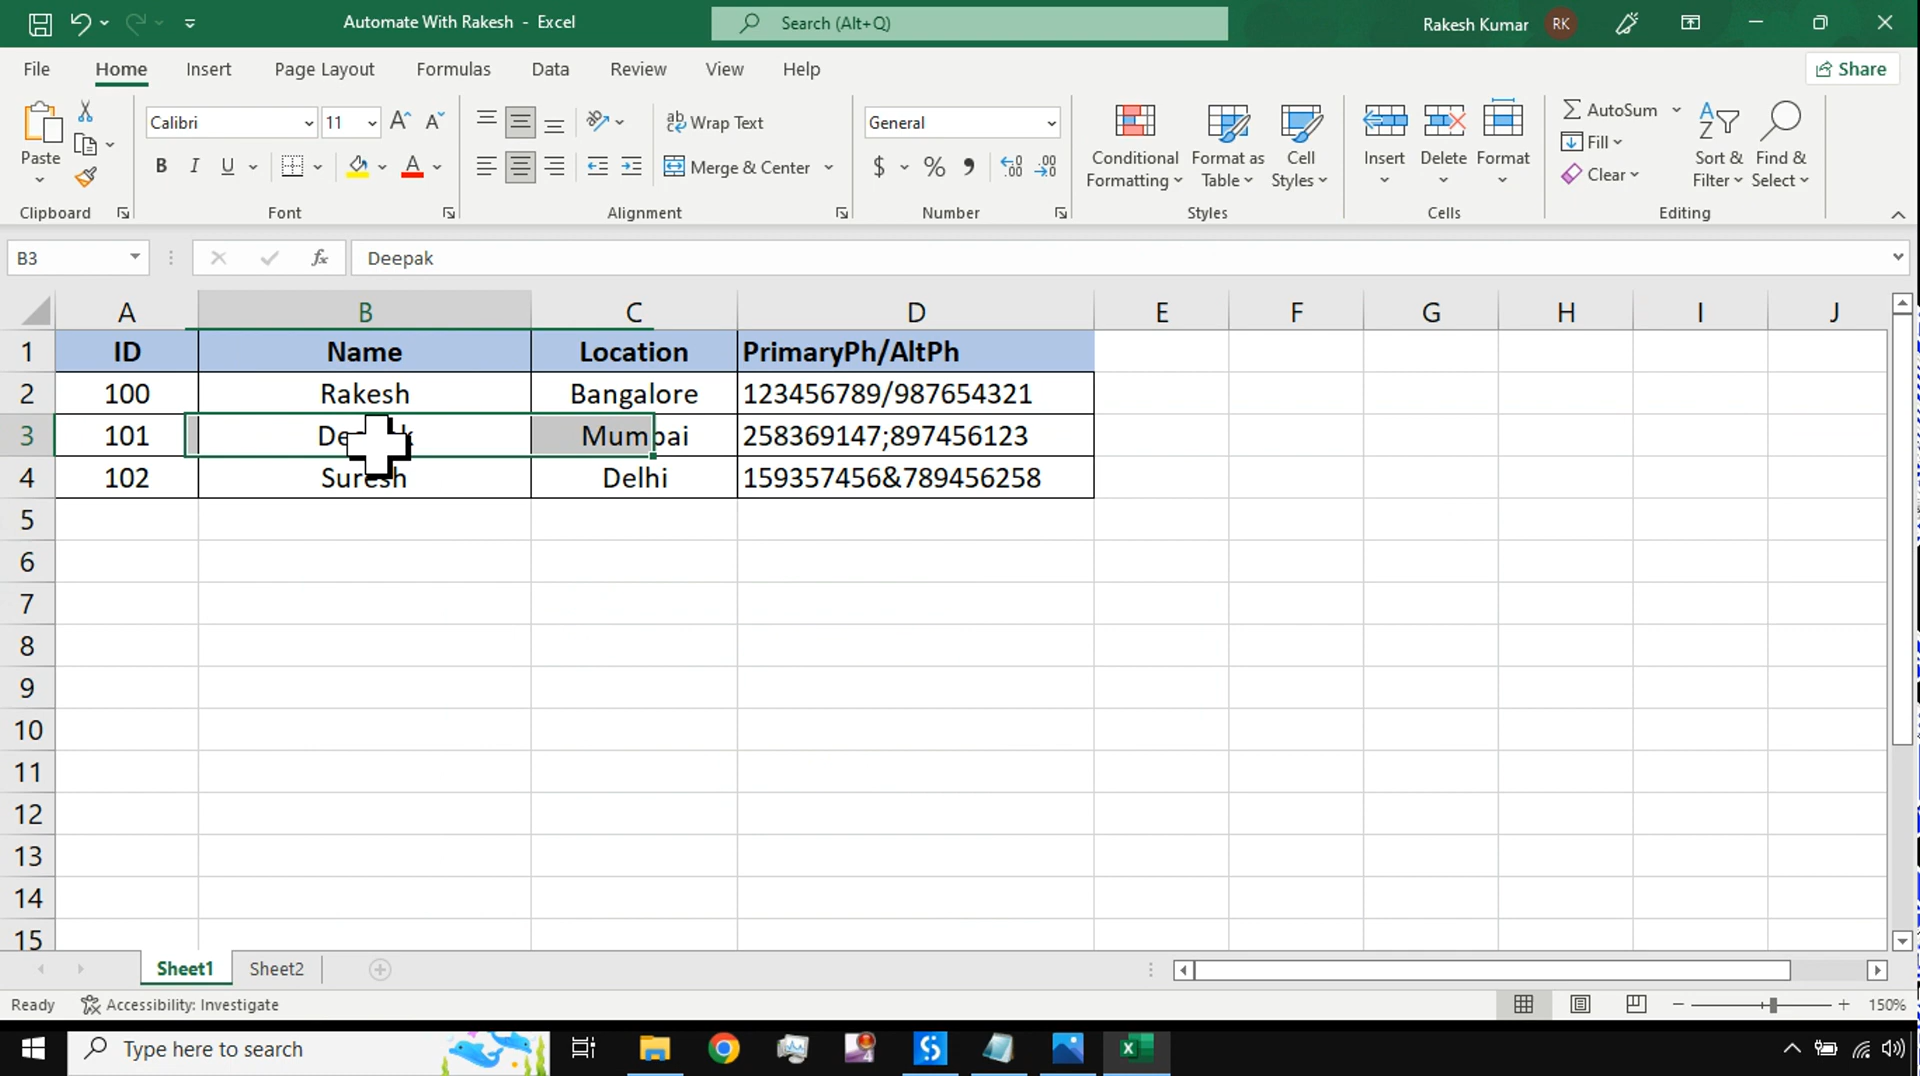 Automate With Rakesh - Excel
Search (Alt+Q)
Rakesh Kumar RK
File Home Insert Page Layout Formulas Data Review View Help Share
Calibri 11 Wrap Text General AutoSum
Paste Merge & Center $ % Conditional Formatting Format as Table Cell Styles Insert Delete Format Fill Clear Sort & Filter Find & Select
Clipboard Font Alignment Number Styles Cells Editing
B3 fx Deepak
A B C D E F G H I J
1 ID Name Location PrimaryPh/AltPh
2 100 Rakesh Bangalore 123456789/987654321
3 101 Mumbai 258369147;897456123
4 102 Suresh Delhi 159357456&789456258
5
6
7
8
9
10
11
12
13
14
15
Sheet1 Sheet2
Ready Accessibility: Investigate 150%
Type here to search